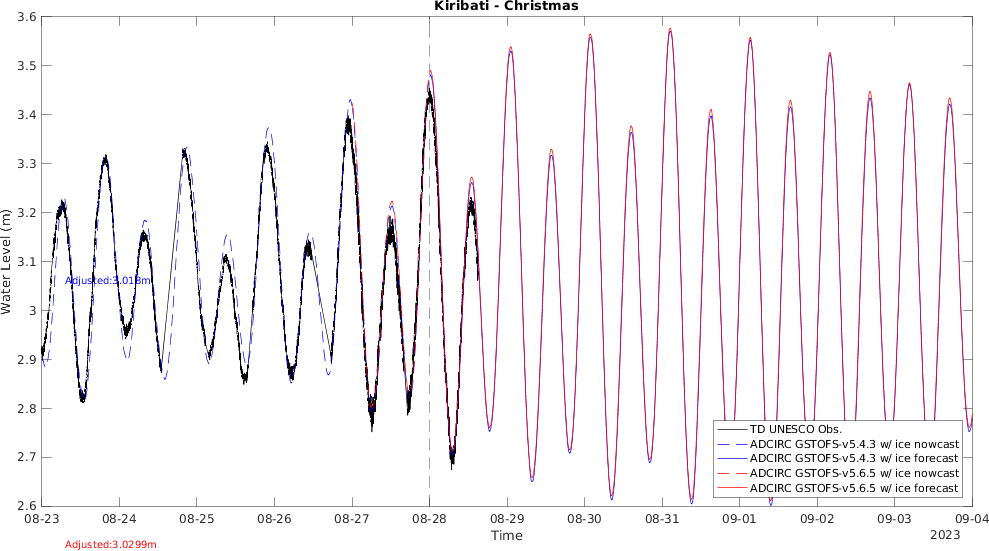 Kiribati - Christmas
3.6
3.5
3.4
3.3
3.2
3.1
3
2.9
2.8
2.7
2.6
Water Level (m)
Adjusted:3.018m
TD UNESCO Obs.
ADCIRC GSTOFS-v5.4.3 w/ ice nowcast
ADCIRC GSTOFS-v5.4.3 w/ ice forecast
ADCIRC GSTOFS-v5.6.5 w/ ice nowcast
ADCIRC GSTOFS-v5.6.5 w/ ice forecast
08-23 08-24 08-25 08-26 08-27 08-28 08-29 08-30 08-31 09-01 09-02 09-03 09-04
Time
2023
Adjusted:3.0299m